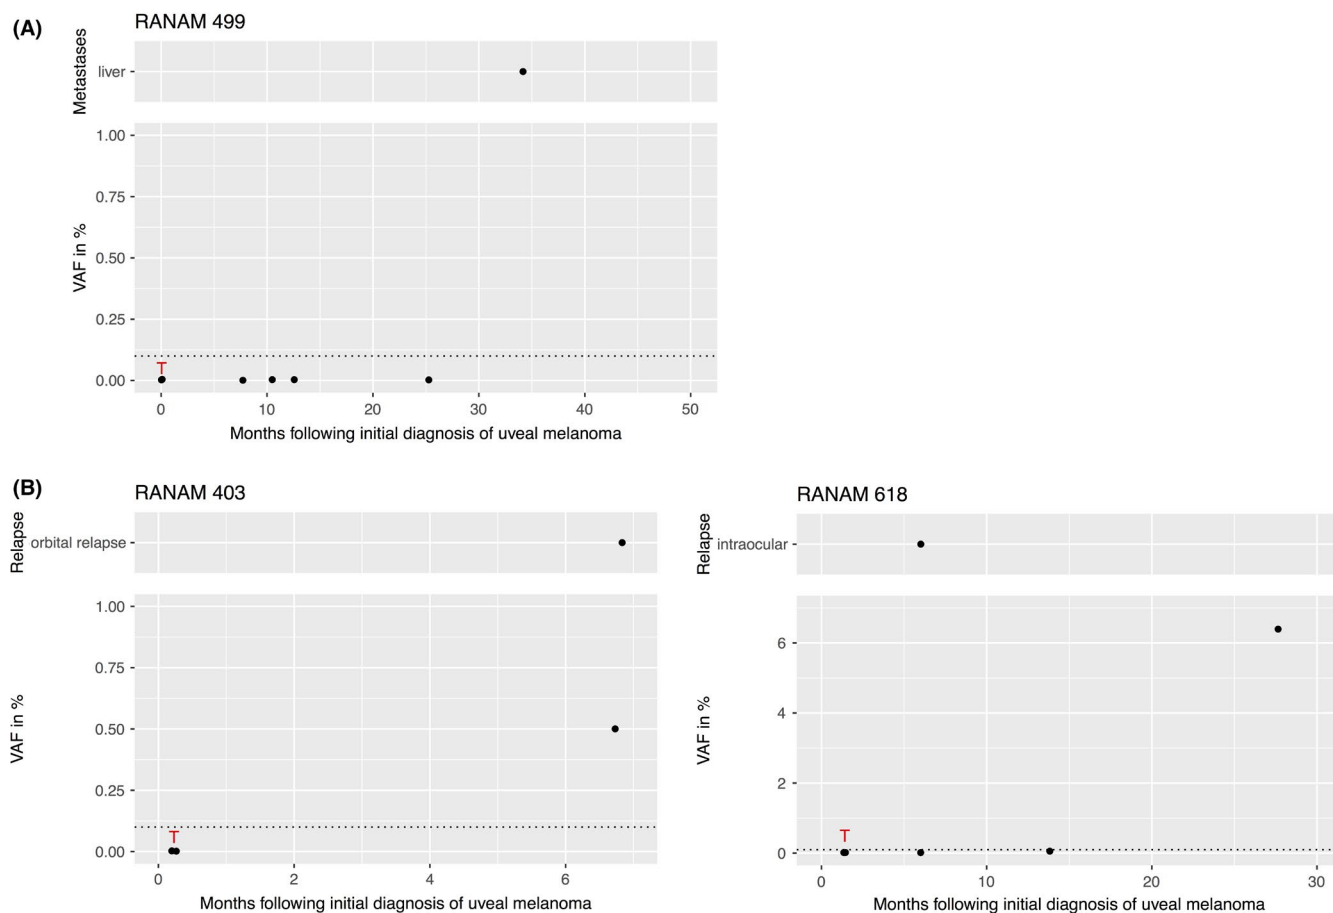 (A)
RANAM 499
Metastases
liver
1.00
0.75
0.50
0.25
0.00
VAF in %
T
0 10 20 30 40 50
Months following initial diagnosis of uveal melanoma
(B)
RANAM 403
Relapse
orbital relapse
1.00
0.75
0.50
0.25
0.00
VAF in %
T
0 2 4 6
Months following initial diagnosis of uveal melanoma
RANAM 618
Relapse
intraocular
6
4
2
0
VAF in %
T
0 10 20 30
Months following initial diagnosis of uveal melanoma